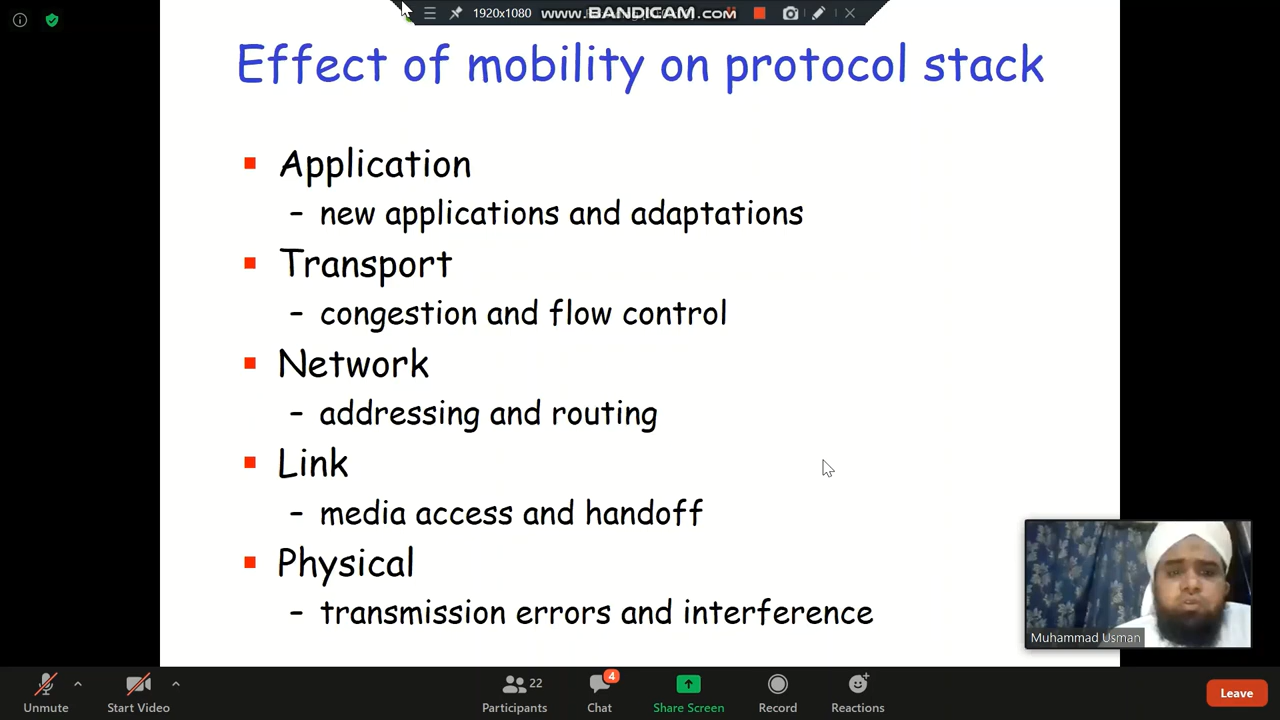 1920x1080
www.BANDICAM.com
Effect of mobility on protocol stack
Application
– new applications and adaptations
Transport
– congestion and flow control
Network
– addressing and routing
Link
– media access and handoff
Physical
– transmission errors and interference
Muhammad Usman
Unmute
Start Video
22
Participants
4
Chat
Share Screen
Record
Reactions
Leave